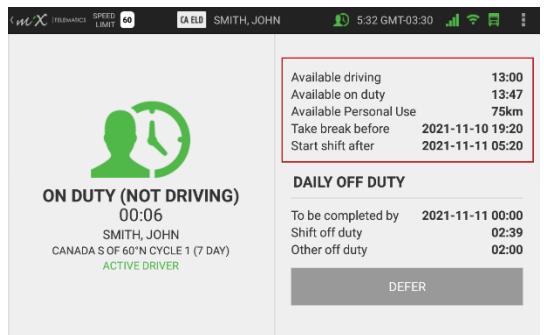 mX TELEMATICS SPEED LIMIT 60 CA ELD SMITH, JOHN 5:32 GMT-03:30
Available driving 13:00
Available on duty 13:47
Available Personal Use 75km
Take break before 2021-11-10 19:20
Start shift after 2021-11-11 05:20
DAILY OFF DUTY
To be completed by 2021-11-11 00:00
Shift off duty 02:39
Other off duty 02:00
DEFER
ON DUTY (NOT DRIVING)
00:06
SMITH, JOHN
CANADA S OF 60°N CYCLE 1 (7 DAY)
ACTIVE DRIVER